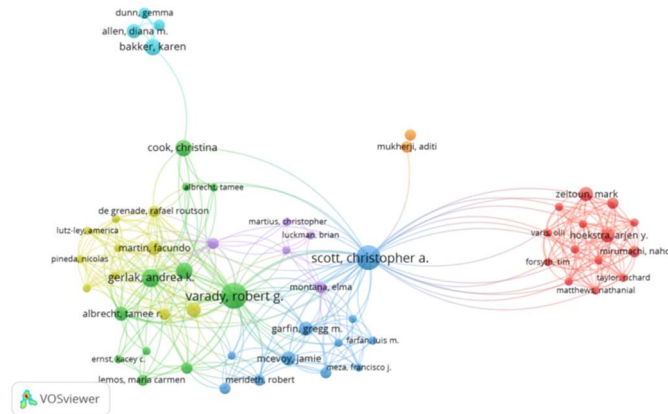 dunn, gemma
allen, diana m.
bakker, karen
cook, christina
mukherji, aditi
albrecht, tamee
zeitoun, mark
de grenade, rafael routson
martius, christopher
lutz-ley, america
luckman, brian
varis, olli
hoekstra, arjen y.
martin, facundo
mirumachi, naho
pineda, nicolas
scott, christopher a.
forsyth, tim
gerlak, andrea k.
taylor, richard
montana, elma
matthews, nathanial
varady, robert g.
albrecht, tamee r.
garfin, gregg m.
farfán, luis m.
ernst, kacey c.
mcevoy, jamie
meza, francisco j.
lemos, maria carmen
merideth, robert
VOSviewer